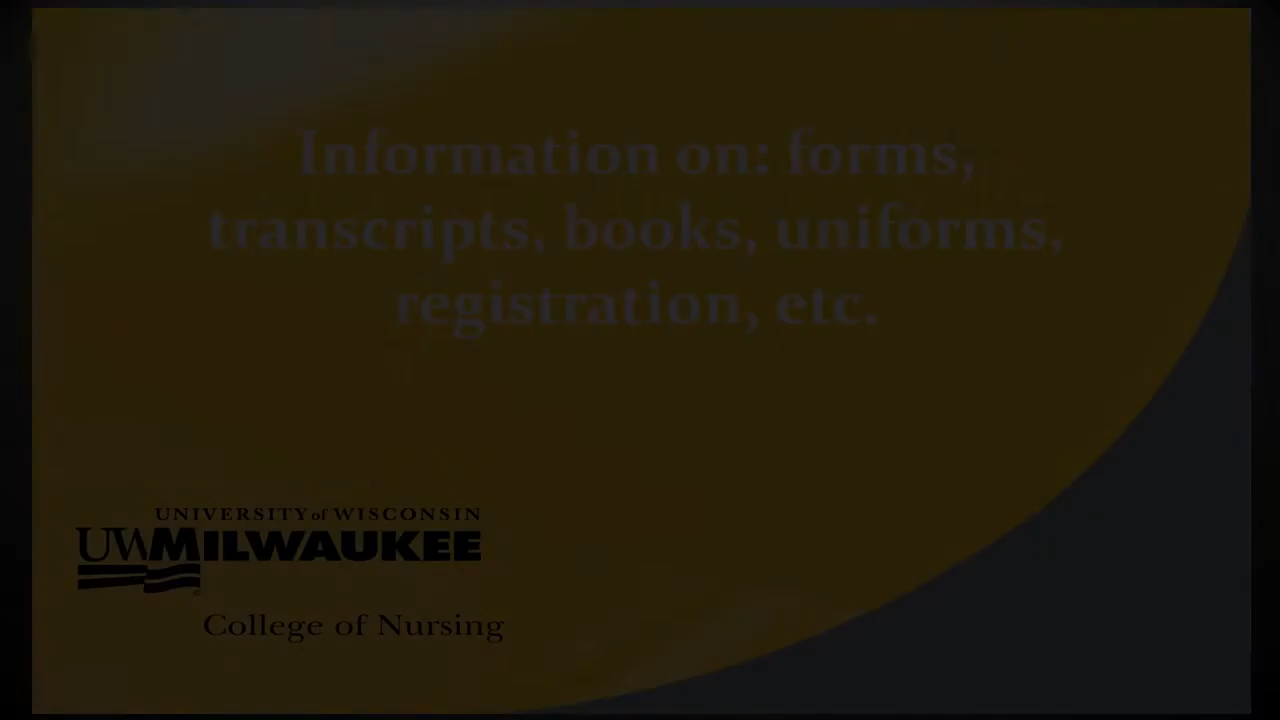 Information on: forms,
transcripts, books, uniforms,
registration, etc.
UNIVERSITY of WISCONSIN
UWMILWAUKEE
College of Nursing